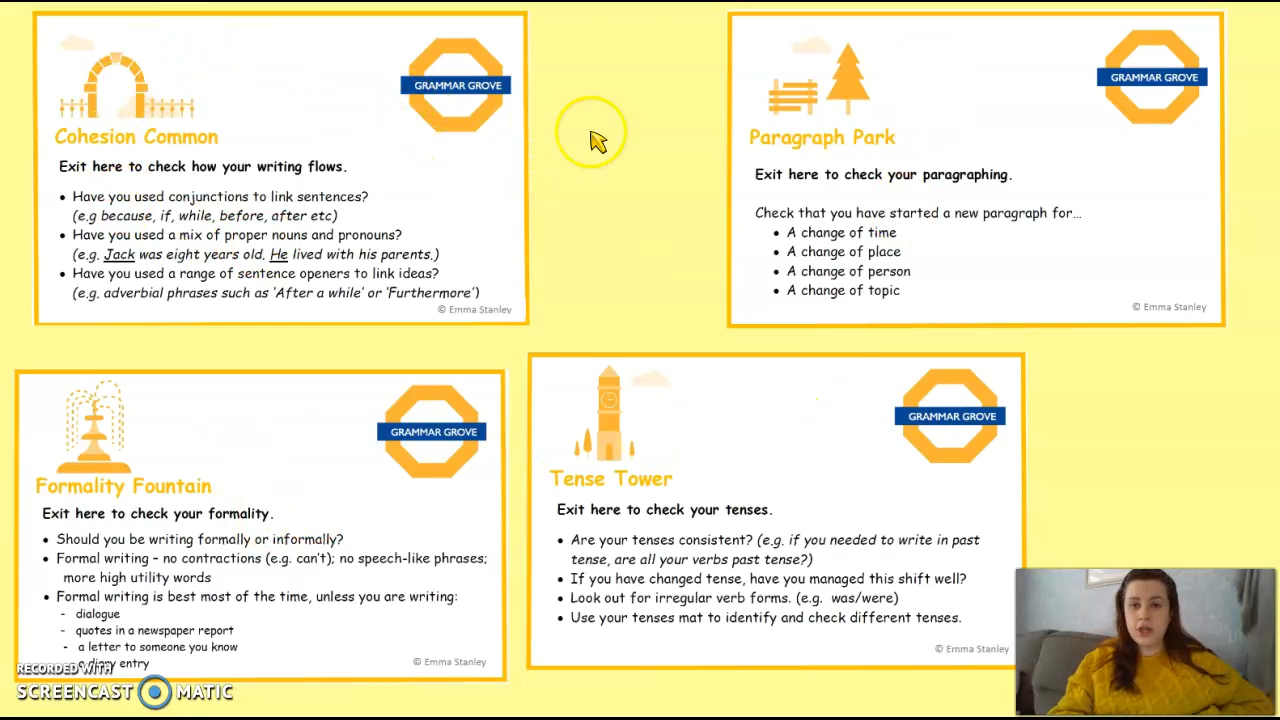 GRAMMAR GROVE
Cohesion Common
Exit here to check how your writing flows.
• Have you used conjunctions to link sentences?
(e.g because, if, while, before, after etc)
• Have you used a mix of proper nouns and pronouns?
(e.g. Jack was eight years old. He lived with his parents.)
• Have you used a range of sentence openers to link ideas?
(e.g. adverbial phrases such as 'After a while' or 'Furthermore')
© Emma Stanley
GRAMMAR GROVE
Paragraph Park
Exit here to check your paragraphing.
Check that you have started a new paragraph for…
• A change of time
• A change of place
• A change of person
• A change of topic
© Emma Stanley
GRAMMAR GROVE
Formality Fountain
Exit here to check your formality.
• Should you be writing formally or informally?
• Formal writing – no contractions (e.g. can't); no speech-like phrases;
more high utility words
• Formal writing is best most of the time, unless you are writing:
- dialogue
- quotes in a newspaper report
- a letter to someone you know
- a diary entry
© Emma Stanley
GRAMMAR GROVE
Tense Tower
Exit here to check your tenses.
• Are your tenses consistent? (e.g. if you needed to write in past
tense, are all your verbs past tense?)
• If you have changed tense, have you managed this shift well?
• Look out for irregular verb forms. (e.g. was/were)
• Use your tenses mat to identify and check different tenses.
© Emma Stanley
RECORDED WITH
SCREENCAST MATIC